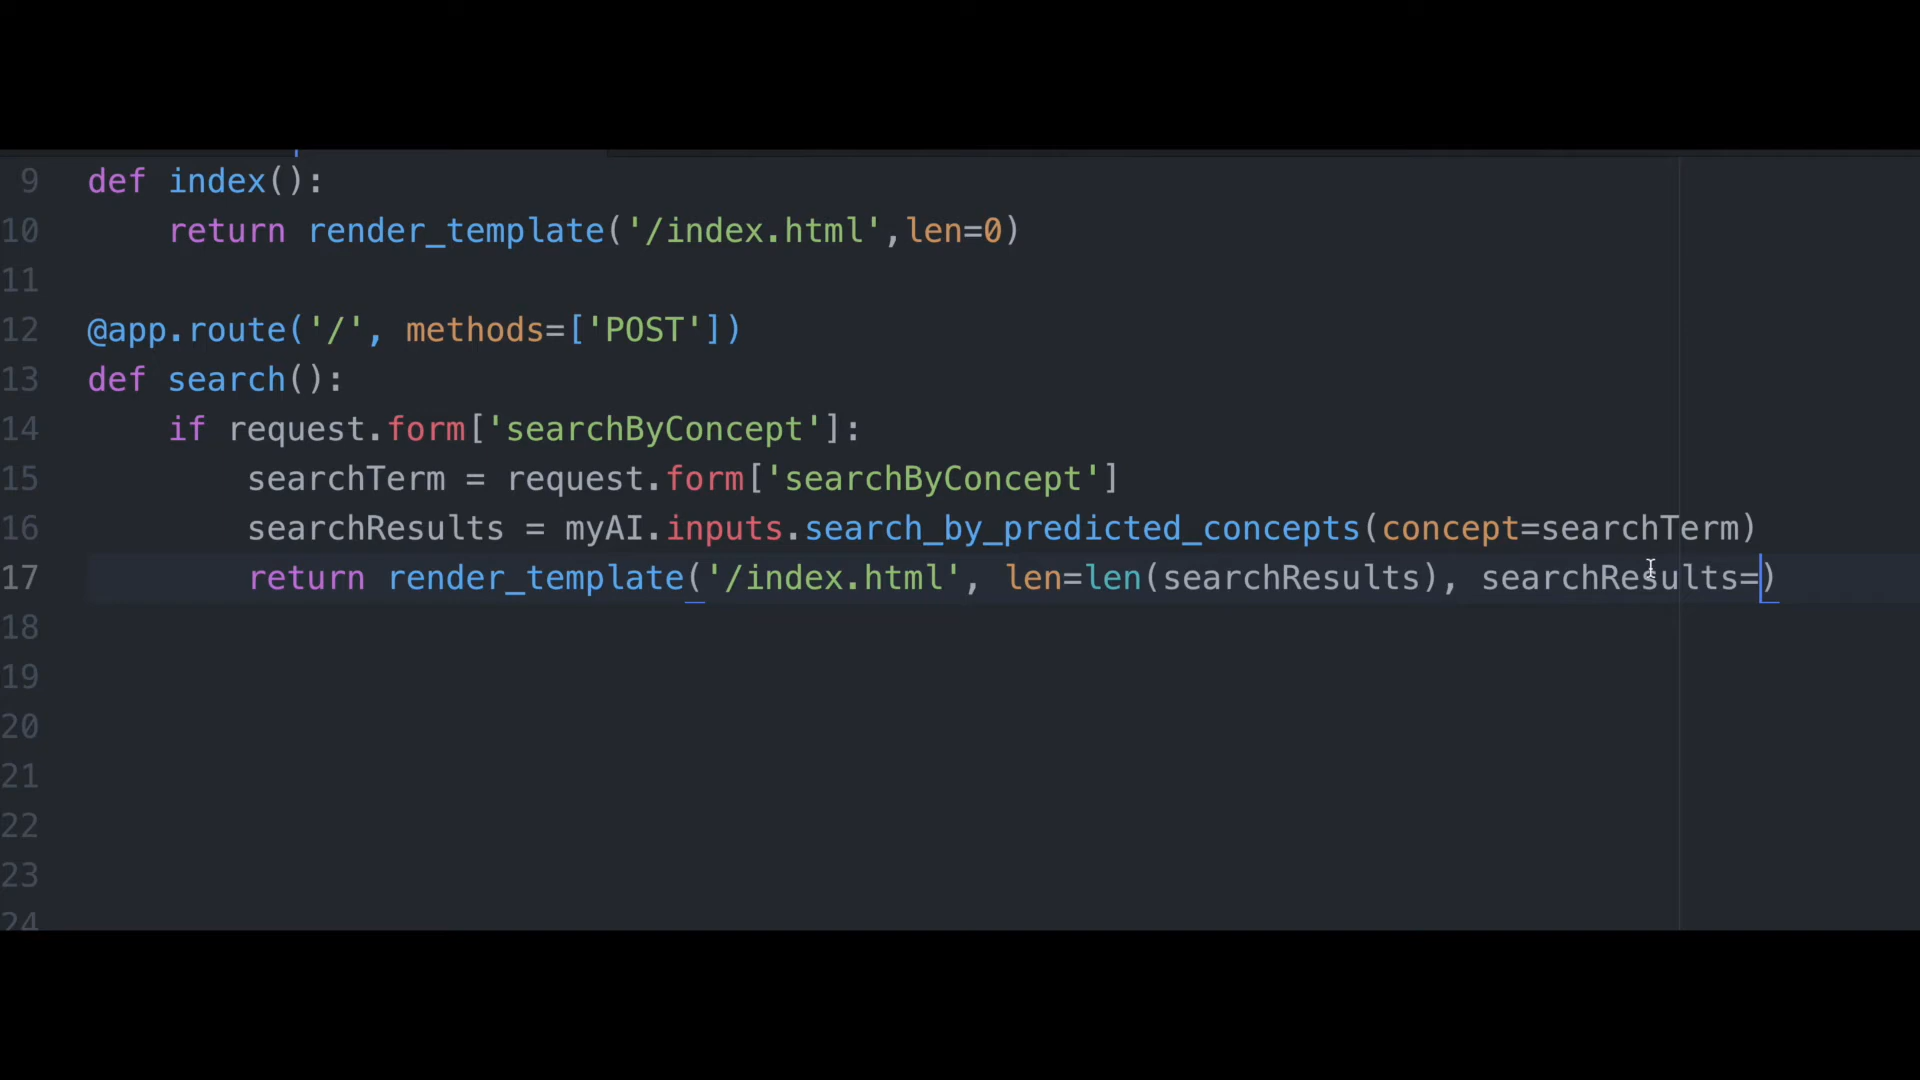 9 def index():
10 return render_template('/index.html',len=0)
11
12 @app.route('/', methods=['POST'])
13 def search():
14 if request.form['searchByConcept']:
15 searchTerm = request.form['searchByConcept']
16 searchResults = myAI.inputs.search_by_predicted_concepts(concept=searchTerm)
17 return render_template('/index.html', len=len(searchResults), searchResults=)
18
19
20
21
22
23
24